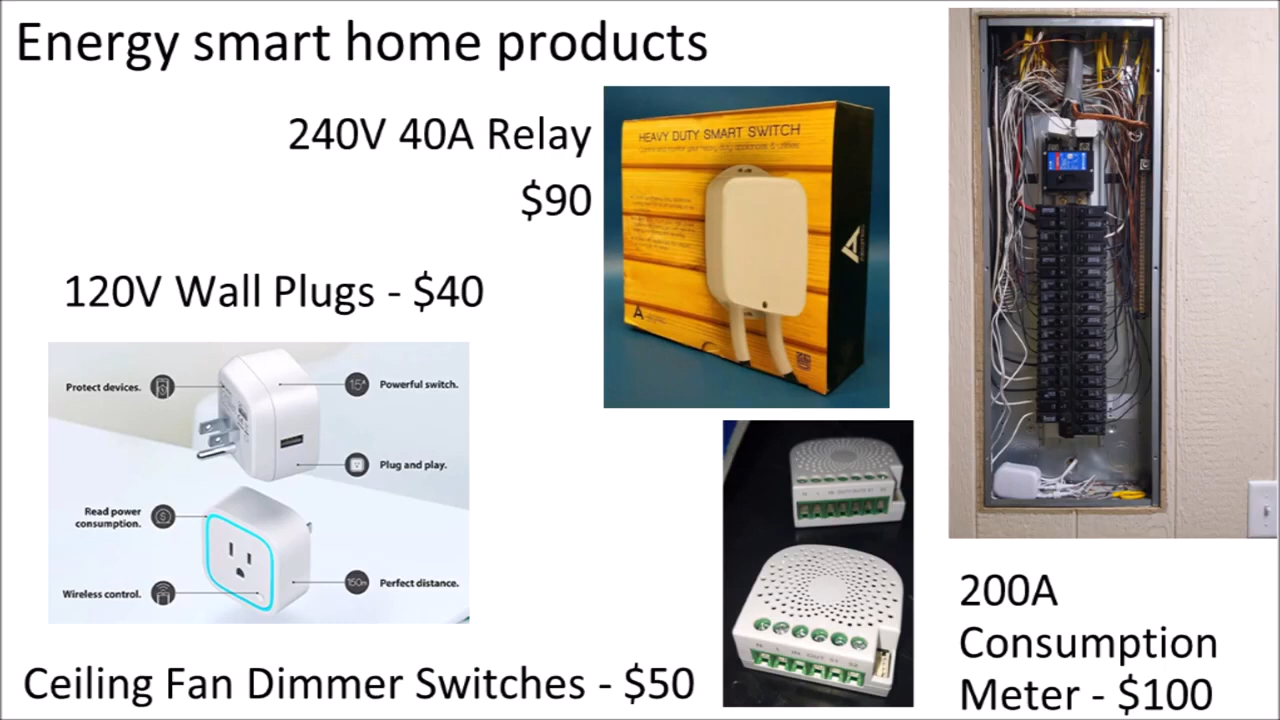 Energy smart home products
240V 40A Relay
$90
HEAVY DUTY SMART SWITCH
120V Wall Plugs - $40
Protect devices.
15A
Powerful switch.
Plug and play.
Read power
consumption.
Wireless control.
Perfect distance.
Ceiling Fan Dimmer Switches - $50
200A
Consumption
Meter - $100